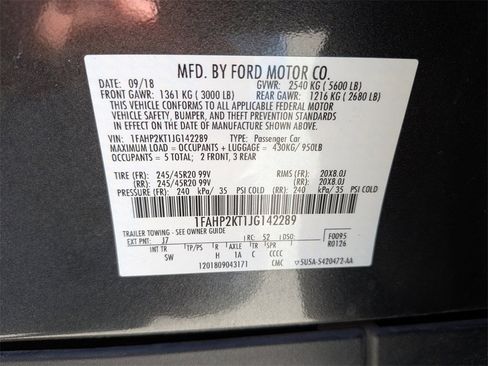 MFD. BY FORD MOTOR CO.
DATE: 09/18 GVWR: 2540 KG ( 5600 LB)
FRONT GAWR: 1361 KG ( 3000 LB) REAR GAWR: 1216 KG ( 2680 LB)
THIS VEHICLE CONFORMS TO ALL APPLICABLE FEDERAL MOTOR
VEHICLE SAFETY, BUMPER, AND THEFT PREVENTION STANDARDS
IN EFFECT ON THE DATE OF MANUFACTURE SHOWN ABOVE.
VIN: 1FAHP2KT1JG142289 TYPE: Passenger Car
MAXIMUM LOAD = OCCUPANTS + LUGGAGE = 430KG/ 950LB
OCCUPANTS = 5 TOTAL; 2 FRONT, 3 REAR
TIRE (FR): 245/45R20 99V RIMS (FR): 20X8.0J
(RR): 245/45R20 99V (RR): 20X8.0J
PRESSURE (FR): 240 kPa/ 35 PSI COLD (RR): 240 kPa/ 35 PSI COLD
1FAHP2KT1JG142289
TRAILER TOWING - SEE OWNER GUIDE
EXT PNT: J7 RC: 52 DSO: F0095
INT TR TP/PS R AXLE TR SPR R0126
SW H 1A C CCCC
1201809043171 CMC 5U5A-5420472-AA